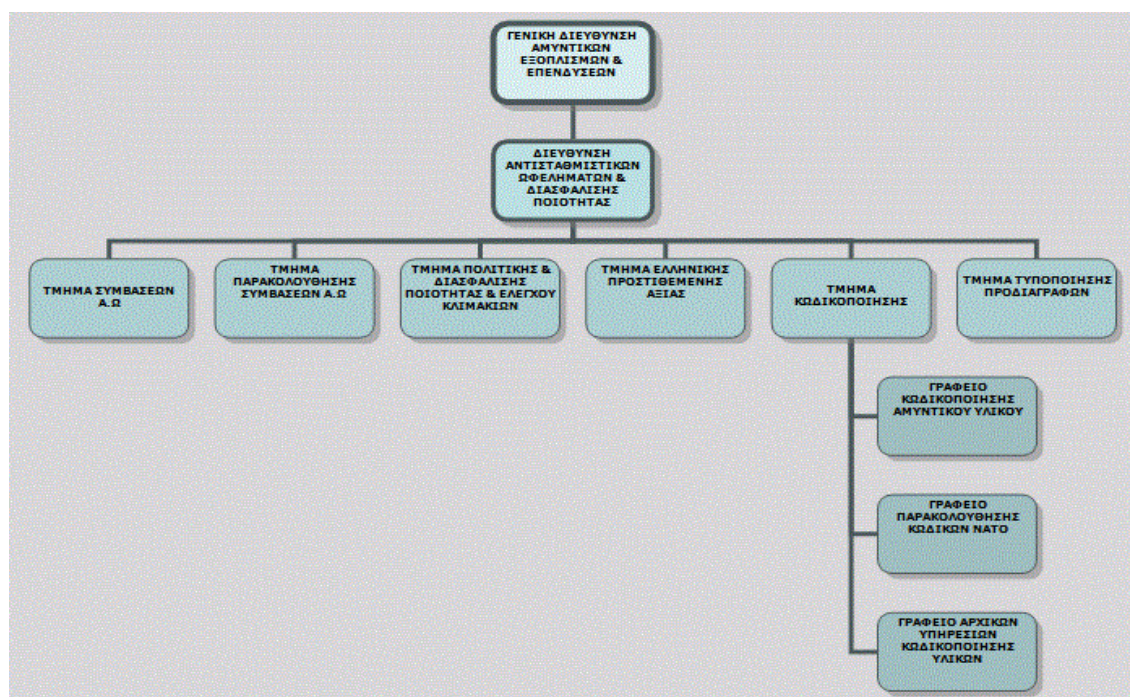 ΓΕΝΙΚΗ ΔΙΕΥΘΥΝΣΗ
ΑΜΥΝΤΙΚΩΝ
ΕΞΟΠΛΙΣΜΩΝ &
ΕΠΕΝΔΥΣΕΩΝ
ΔΙΕΥΘΥΝΣΗ
ΑΝΤΙΣΤΑΘΜΙΣΤΙΚΩΝ
ΩΦΕΛΗΜΑΤΩΝ &
ΔΙΑΣΦΑΛΙΣΗΣ
ΠΟΙΟΤΗΤΑΣ
ΤΜΗΜΑ ΣΥΜΒΑΣΕΩΝ
Α.Ω
ΤΜΗΜΑ
ΠΑΡΑΚΟΛΟΥΘΗΣΗΣ
ΣΥΜΒΑΣΕΩΝ Α.Ω
ΤΜΗΜΑ ΠΟΛΙΤΙΚΗΣ &
ΔΙΑΣΦΑΛΙΣΗΣ
ΠΟΙΟΤΗΤΑΣ & ΕΛΕΓΧΟΥ
ΚΛΙΜΑΚΙΩΝ
ΤΜΗΜΑ ΕΛΛΗΝΙΚΗΣ
ΠΡΟΣΤΙΘΕΜΕΝΗΣ
ΑΞΙΑΣ
ΤΜΗΜΑ
ΚΩΔΙΚΟΠΟΙΗΣΗΣ
ΤΜΗΜΑ ΤΥΠΟΠΟΙΗΣΗΣ
ΠΡΟΔΙΑΓΡΑΦΩΝ
ΓΡΑΦΕΙΟ
ΚΩΔΙΚΟΠΟΙΗΣΗΣ
ΑΜΥΝΤΙΚΟΥ ΥΛΙΚΟΥ
ΓΡΑΦΕΙΟ
ΠΑΡΑΚΟΛΟΥΘΗΣΗΣ
ΚΩΔΙΚΩΝ ΝΑΤΟ
ΓΡΑΦΕΙΟ ΑΡΧΙΚΩΝ
ΥΠΗΡΕΣΙΩΝ
ΚΩΔΙΚΟΠΟΙΗΣΗΣ
ΥΛΙΚΩΝ